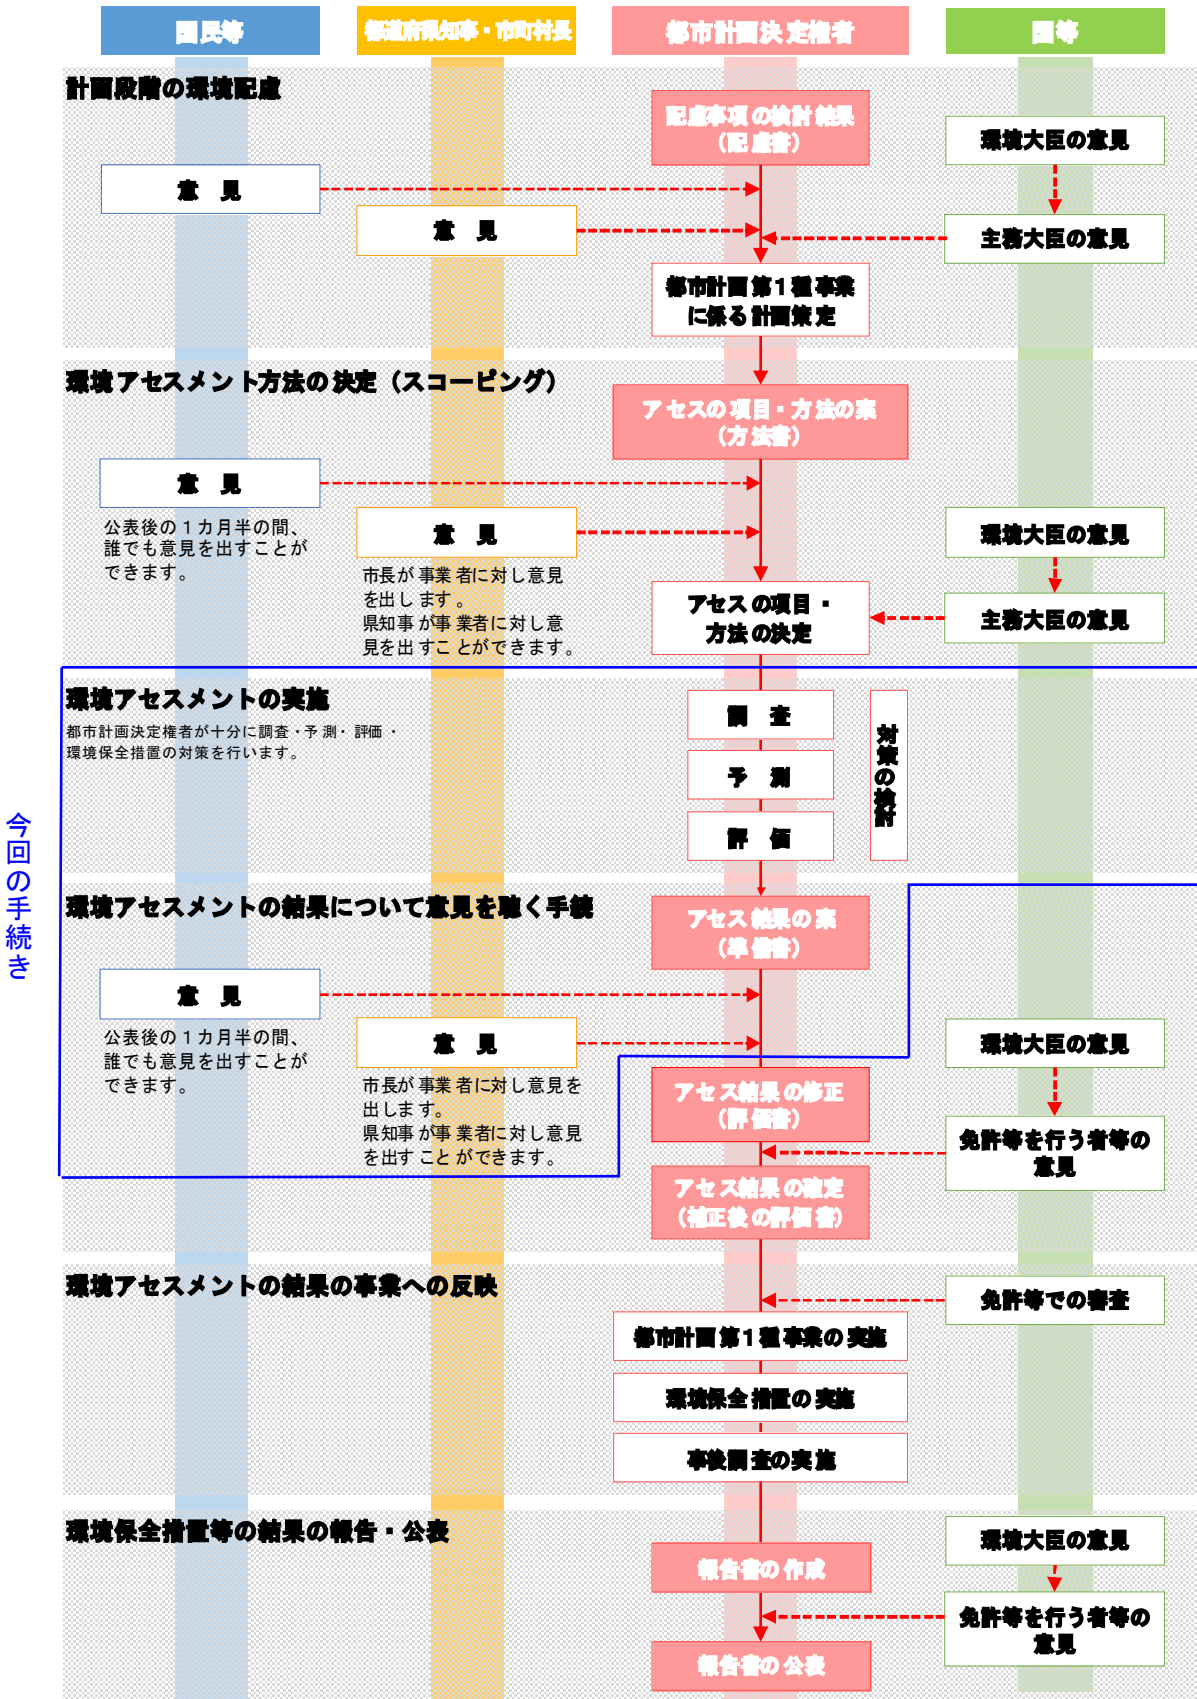 国民等
都道府県知事・市町村長
都市計画決定権者
国等
計画段階の環境配慮
配慮事項の検討結果
(配慮書)
環境大臣の意見
意　見
意　見
主務大臣の意見
都市計画第1種事業
に係る計画策定
環境アセスメント方法の決定(スコーピング)
アセスの項目・方法の案
(方法書)
意　見
公表後の1カ月半の間、
誰でも意見を出すことが
できます。
意　見
市長が事業者に対し意見
を出します。
県知事が事業者に対し意
見を出すことができます。
環境大臣の意見
アセスの項目・
方法の決定
主務大臣の意見
今回の手続き
環境アセスメントの実施
都市計画決定権者が十分に調査・予測・評価・
環境保全措置の対策を行います。
調　査
予　測
評　価
対策の検討
環境アセスメントの結果について意見を聴く手続
アセス結果の案
(準備書)
意　見
公表後の1カ月半の間、
誰でも意見を出すことが
できます。
意　見
市長が事業者に対し意見を
出します。
県知事が事業者に対し意見
を出すことができます。
環境大臣の意見
アセス結果の修正
(評価書)
免許等を行う者等の
意見
アセス結果の確定
(補正後の評価書)
環境アセスメントの結果の事業への反映
免許等での審査
都市計画第1種事業の実施
環境保全措置の実施
事後調査の実施
環境保全措置等の結果の報告・公表
環境大臣の意見
報告書の作成
免許等を行う者等の
意見
報告書の公表